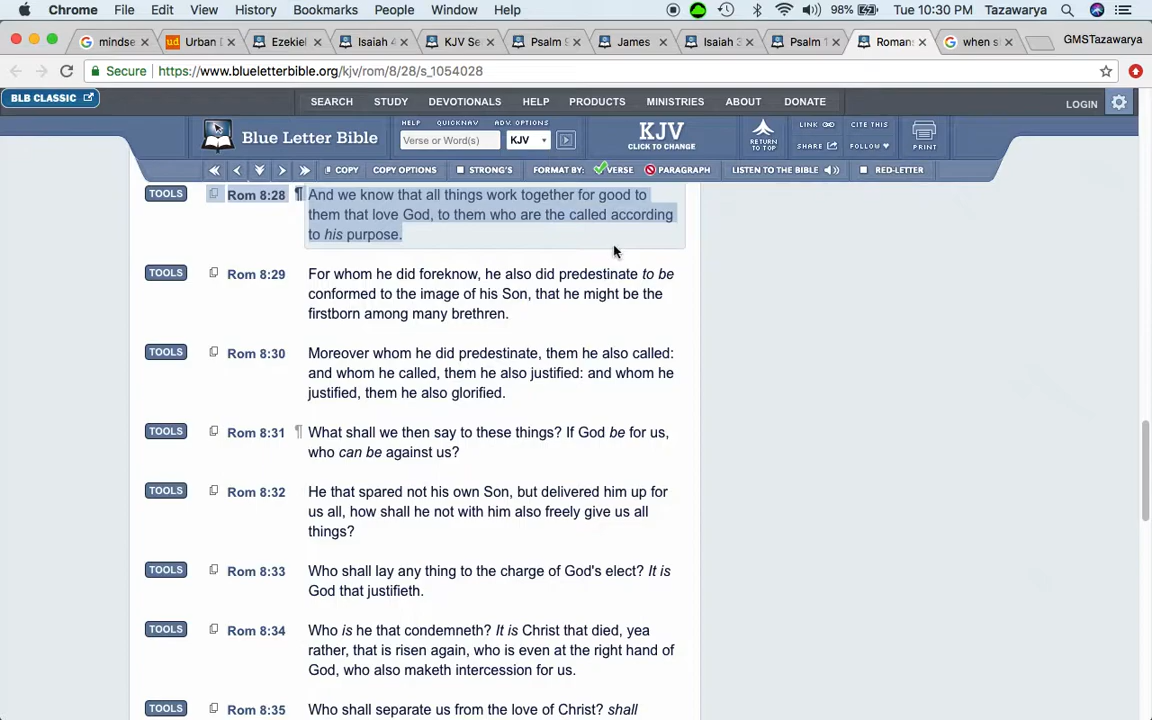 Chrome File Edit View History Bookmarks People Window Help 98% Tue 10:30 PM Tazawarya
mindse Urban D Ezekiel Isaiah 4 KJV Se Psalm 9 James Isaiah 3 Psalm 1 Roman when s GMSTazawarya
Secure https://www.blueletterbible.org/kjv/rom/8/28/s_1054028
BLB CLASSIC
SEARCH STUDY DEVOTIONALS HELP PRODUCTS MINISTRIES ABOUT DONATE LOGIN
HELP QUICKNAV ADV. OPTIONS
Blue Letter Bible Verse or Word(s) KJV
KJV
CLICK TO CHANGE
RETURN
TO TOP
LINK CITE THIS
SHARE FOLLOW
PRINT
COPY COPY OPTIONS STRONG'S FORMAT BY: VERSE PARAGRAPH LISTEN TO THE BIBLE RED-LETTER
TOOLS Rom 8:28 ¶ And we know that all things work together for good to
them that love God, to them who are the called according
to his purpose.
TOOLS Rom 8:29 For whom he did foreknow, he also did predestinate to be
conformed to the image of his Son, that he might be the
firstborn among many brethren.
TOOLS Rom 8:30 Moreover whom he did predestinate, them he also called:
and whom he called, them he also justified: and whom he
justified, them he also glorified.
TOOLS Rom 8:31 ¶ What shall we then say to these things? If God be for us,
who can be against us?
TOOLS Rom 8:32 He that spared not his own Son, but delivered him up for
us all, how shall he not with him also freely give us all
things?
TOOLS Rom 8:33 Who shall lay any thing to the charge of God's elect? It is
God that justifieth.
TOOLS Rom 8:34 Who is he that condemneth? It is Christ that died, yea
rather, that is risen again, who is even at the right hand of
God, who also maketh intercession for us.
TOOLS Rom 8:35 Who shall separate us from the love of Christ? shall